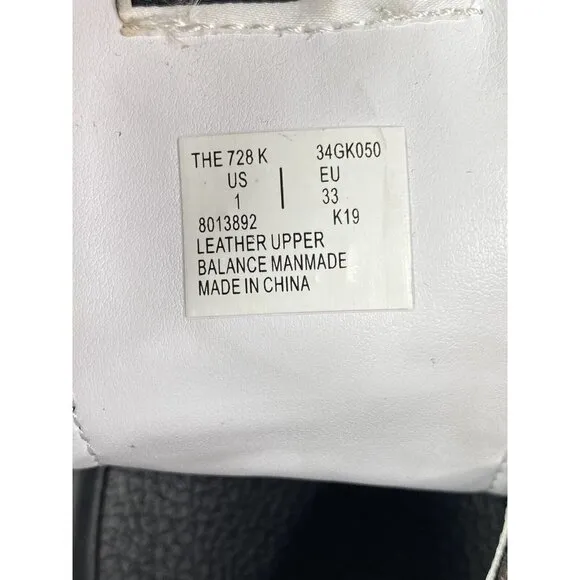 THE 728 K 34GK050
US | EU
1 33
8013892 K19
LEATHER UPPER
BALANCE MANMADE
MADE IN CHINA